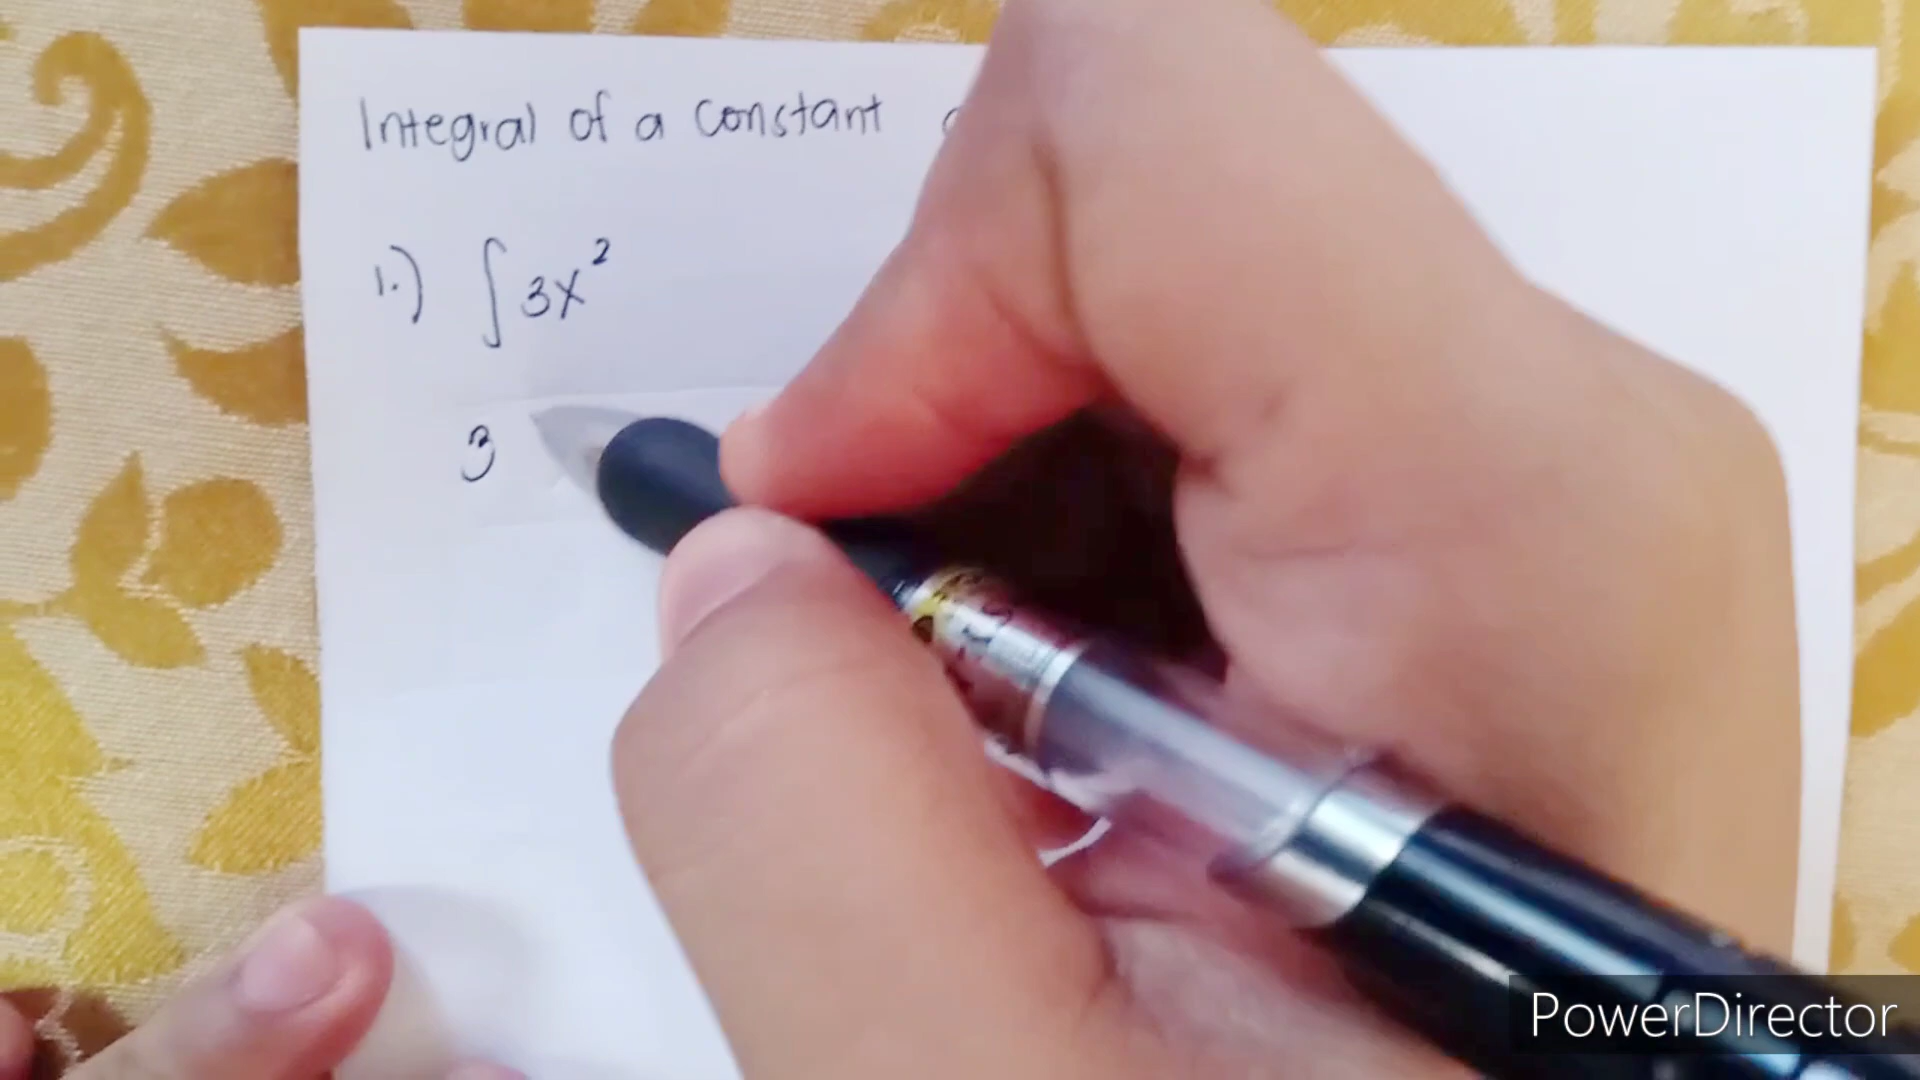 Integral of a constant
1.) ∫3x²
3
PowerDirector